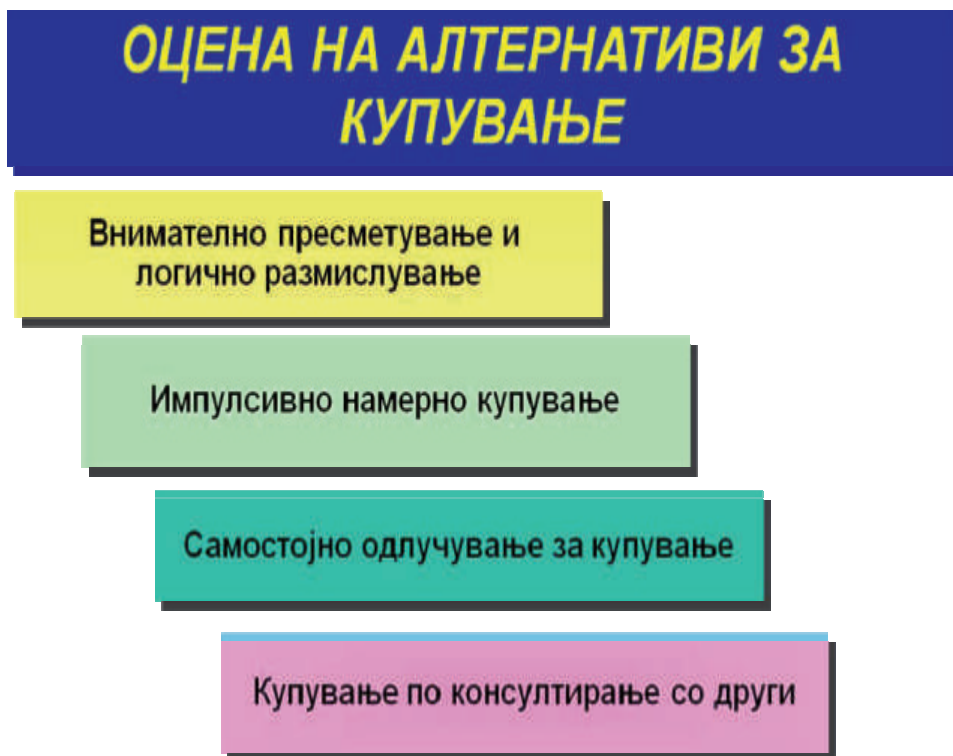 ОЦЕНА НА АЛТЕРНАТИВИ ЗА
КУПУВАЊЕ
Внимателно пресметување и
логично размислување
Импулсивно намерно купување
Самостојно одлучување за купување
Купување по консултирање со други